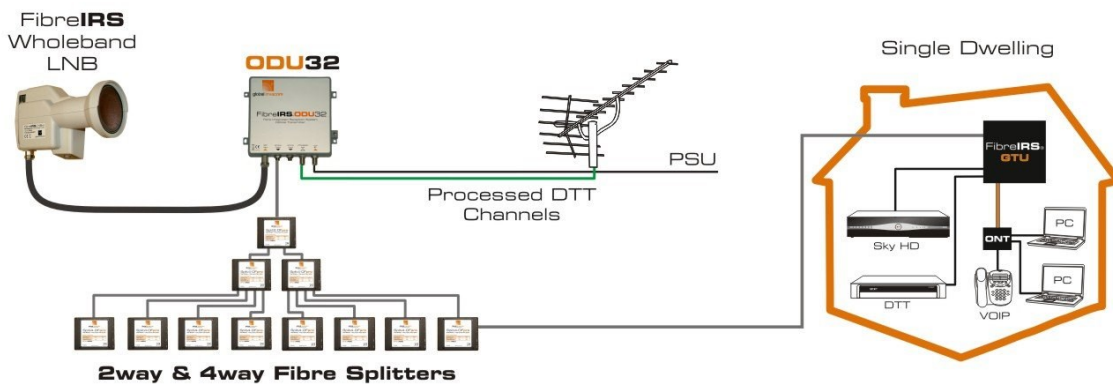 FibreIRS
Wholeband
LNB
ODU32
FibreIRS ODU32
Processed DTT
Channels
PSU
2way & 4way Fibre Splitters
Single Dwelling
FibreIRS
GTU
Sky HD
DTT
ONT
VOIP
PC
PC